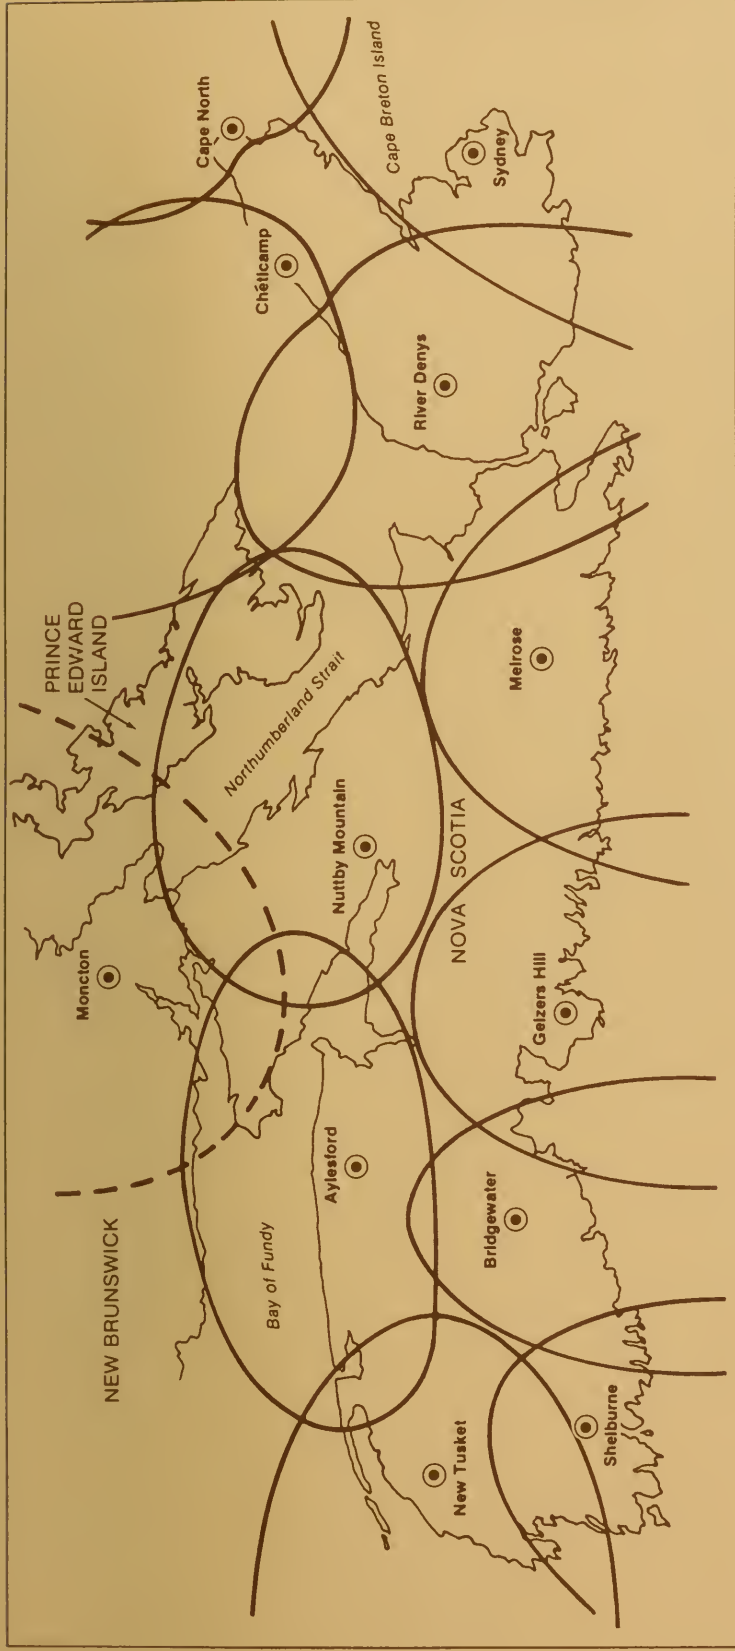 PRINCE
EDWARD
ISLAND
Moncton
NEW BRUNSWICK
Cape North
Chéticamp
Northumberland Strait
Bay of Fundy
Aylesford
Nuttby Mountain
Cape Breton Island
River Denys
NOVA SCOTIA
New Tusket
Bridgewater
Sydney
Melrose
Geizers Hill
Shelburne